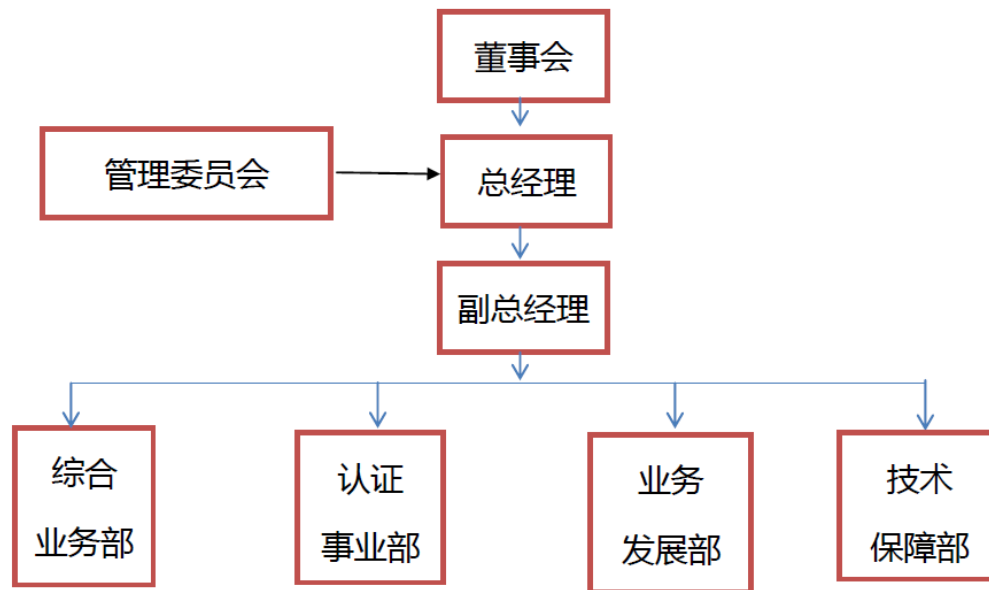 董事会
管理委员会
总经理
副总经理
综合
业务部
认证
事业部
业务
发展部
技术
保障部